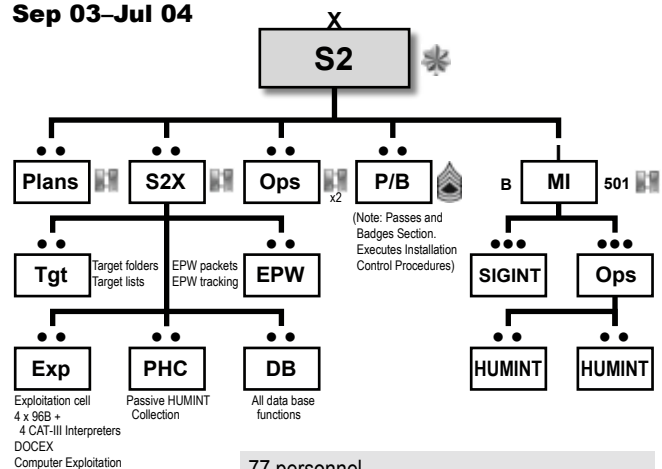 Sep 03–Jul 04
X
S2
Plans
S2X
Ops
x2
P/B
B
MI
501
(Note: Passes and
Badges Section.
Executes Installation
Control Procedures)
Tgt
Target folders
Target lists
EPW packets
EPW tracking
EPW
SIGINT
Ops
Exp
PHC
DB
HUMINT
HUMINT
Exploitation cell
4 x 96B +
4 CAT-III Interpreters
DOCEX
Computer Exploitation
Passive HUMINT
Collection
All data base
functions
77 personnel